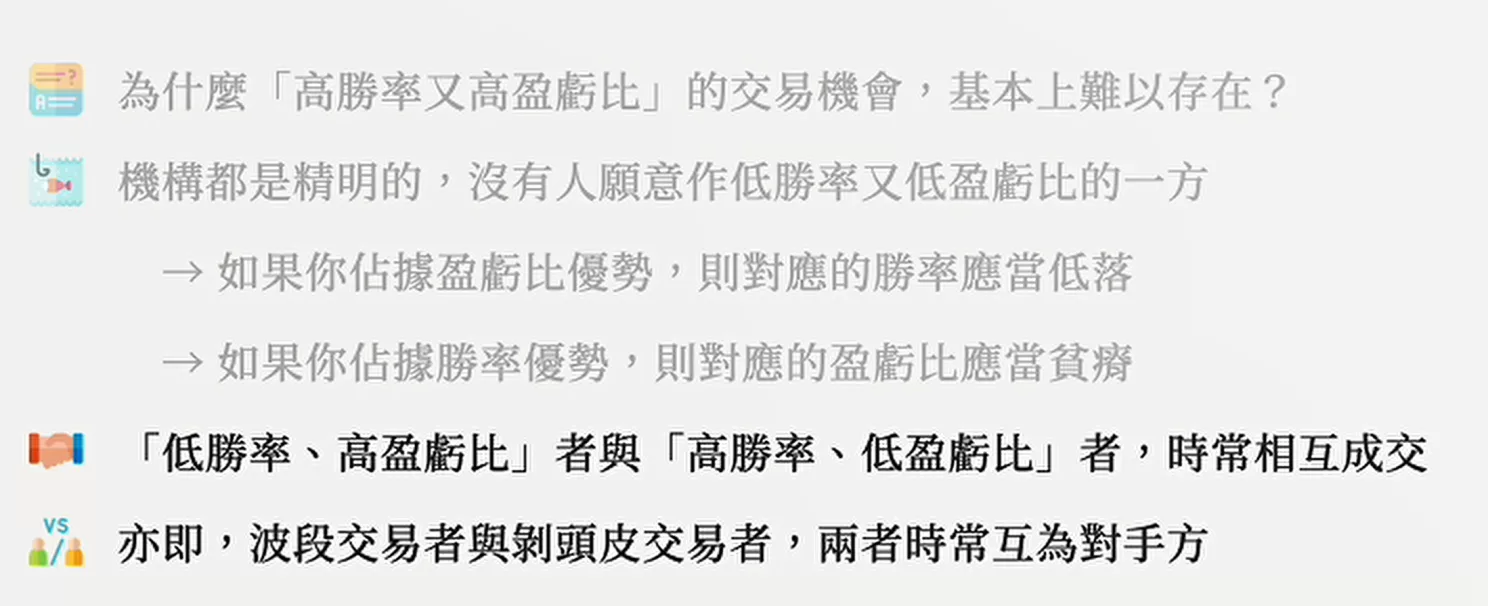 為什麼「高勝率又高盈虧比」的交易機會，基本上難以存在？
機構都是精明的，沒有人願意作低勝率又低盈虧比的一方
→ 如果你佔據盈虧比優勢，則對應的勝率應當低落
→ 如果你佔據勝率優勢，則對應的盈虧比應當貧瘠
「低勝率、高盈虧比」者與「高勝率、低盈虧比」者，時常相互成交
VS
亦即，波段交易者與剝頭皮交易者，兩者時常互為對手方